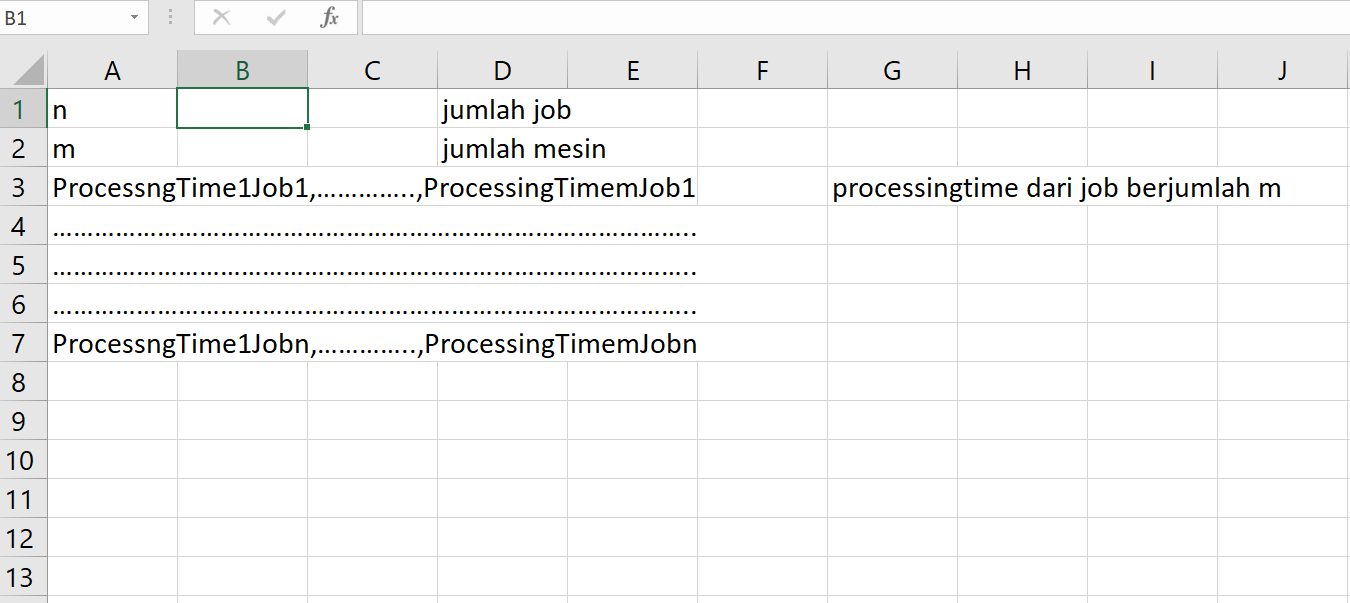 B1 fx
A B C D E F G H I J
1 n jumlah job
2 m jumlah mesin
3 ProcessngTime1Job1,…………..,ProcessingTimemJob1 processingtime dari job berjumlah m
4 …………………………………………………………………………………..
5 …………………………………………………………………………………..
6 …………………………………………………………………………………..
7 ProcessngTime1Jobn,…………..,ProcessingTimemJobn
8
9
10
11
12
13